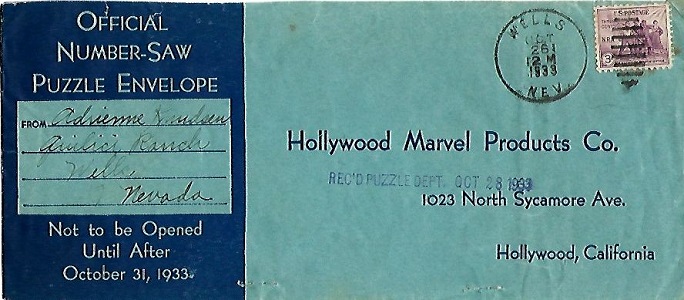 OFFICIAL
NUMBER-SAW
PUZZLE ENVELOPE
FROM Adrienne Knudsen
Ranch
Wells
Nevada
Not to be Opened
Until After
October 31, 1933
WELLS
OCT
26
12 M
1933
NEV.
U.S. POSTAGE
3
Hollywood Marvel Products Co.
REC'D PUZZLE DEPT. OCT 28 1933
1023 North Sycamore Ave.
Hollywood, California